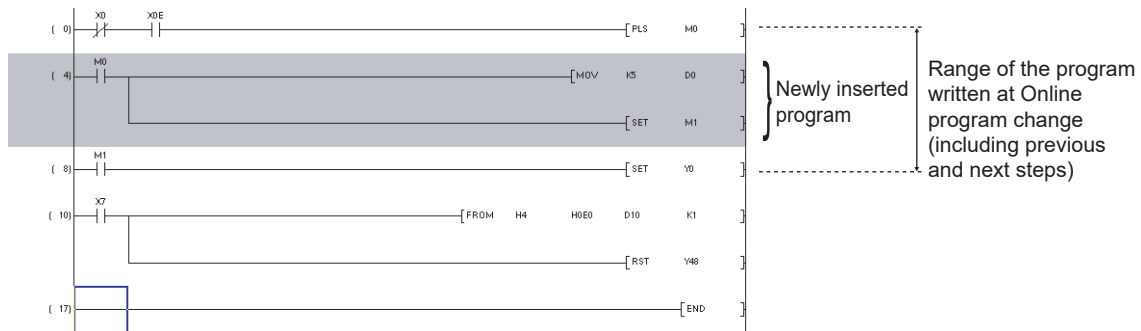 X0 X0E
( 0) [PLS M0 ]
M0
( 4) [MOV K5 D0 ]
[SET M1 ]
M1
( 8) [SET Y0 ]
X7
( 10) [FROM H4 H0E0 D10 K1 ]
[RST Y48 ]
( 17) [END ]
Newly inserted
program
Range of the program
written at Online
program change
(including previous
and next steps)